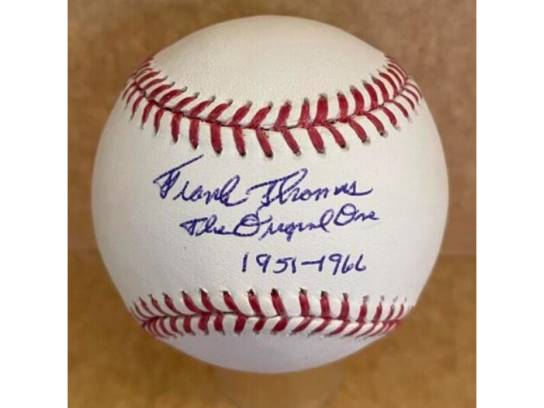 Frank Thomas
The Original One
1951-1966